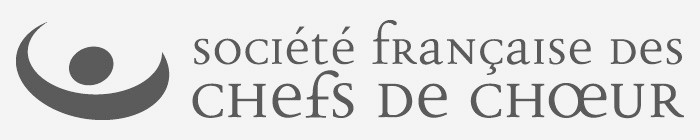 société française des
chefs de chœur